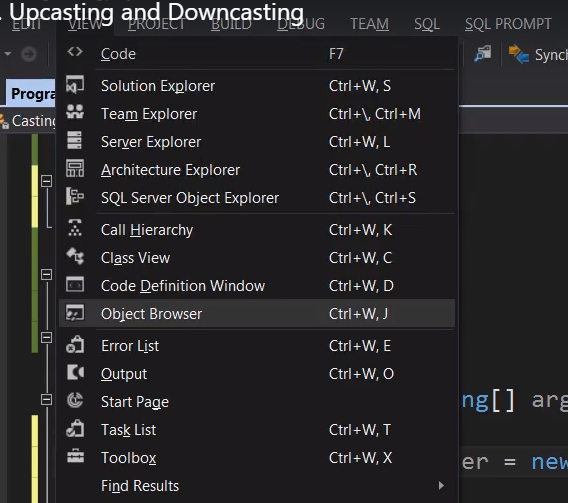 . Upcasting and Downcasting
EDIT VIEW PROJECT BUILD DEBUG TEAM SQL SQL PROMPT
Code F7
Synch
Solution Explorer Ctrl+W, S
Progra
Team Explorer Ctrl+\, Ctrl+M
Casting
Server Explorer Ctrl+W, L
Architecture Explorer Ctrl+\, Ctrl+R
SQL Server Object Explorer Ctrl+\, Ctrl+S
Call Hierarchy Ctrl+W, K
Class View Ctrl+W, C
Code Definition Window Ctrl+W, D
Object Browser Ctrl+W, J
Error List Ctrl+W, E
Output Ctrl+W, O
Start Page
ng[] arg
Task List Ctrl+W, T
Toolbox Ctrl+W, X
er = new
Find Results